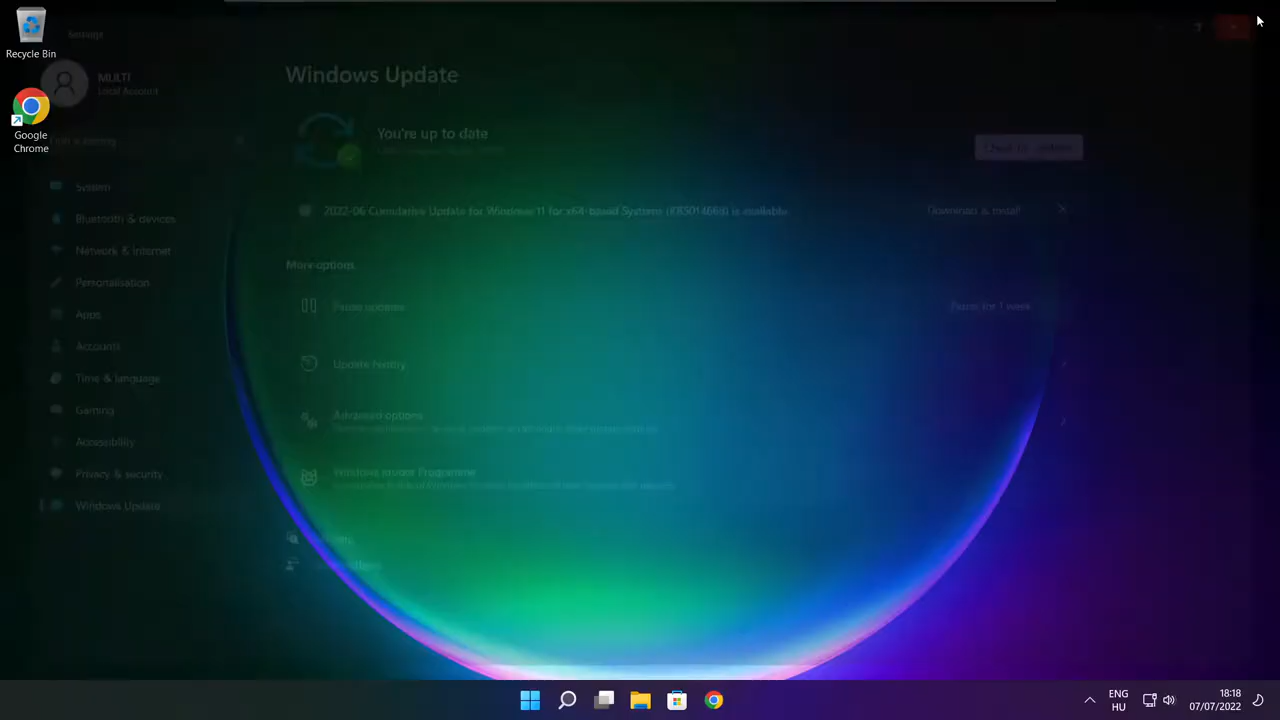 Recycle Bin
Google
Chrome
Settings
MULTI
Local Account
System
Bluetooth & devices
Network & internet
Personalisation
Apps
Accounts
Time & language
Gaming
Accessibility
Privacy & security
Windows Update
Windows Update
You're up to date
Check for updates
2022-06 Cumulative Update for Windows 11 for x64-based Systems (KB5014668) is available.
Download & install
More options
Pause updates
Pause for 1 week
Update history
Advanced options
Windows Insider Programme
ENG
HU
18:18
07/07/2022